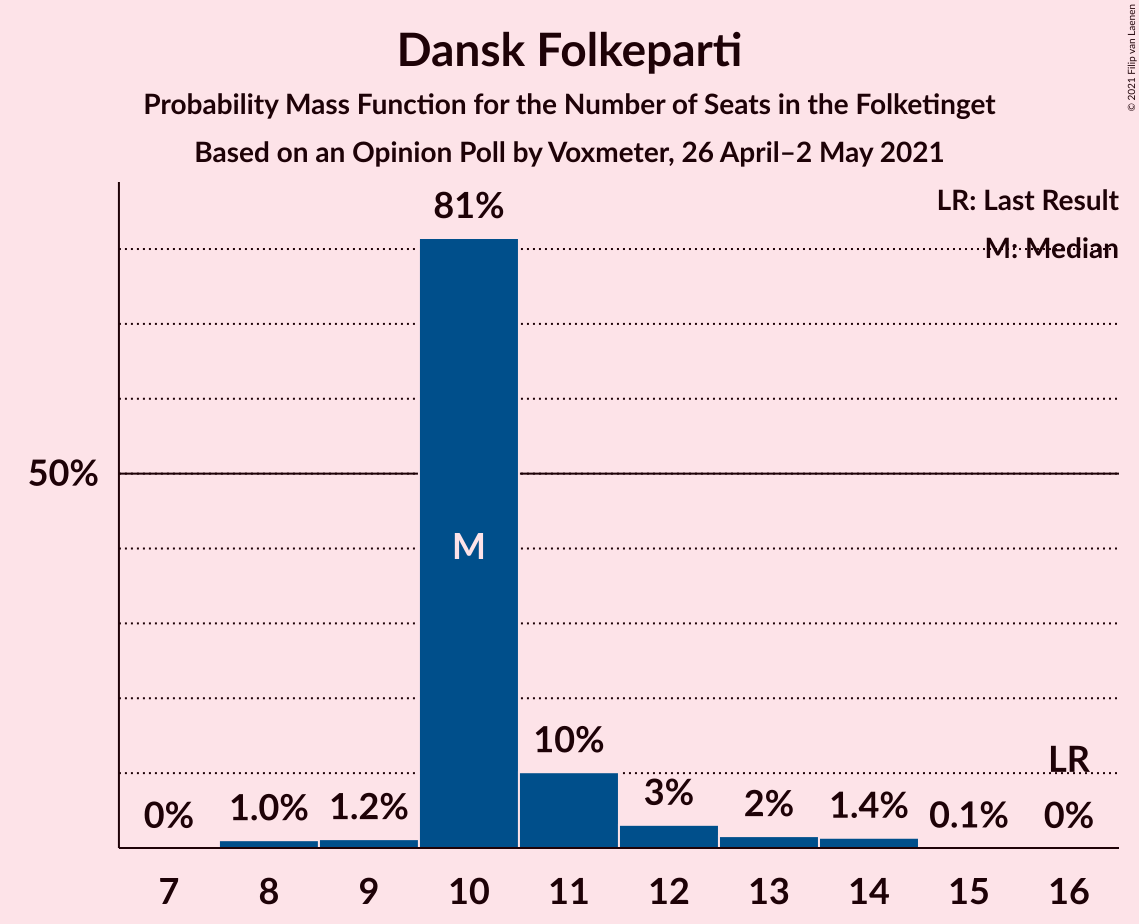 Dansk Folkeparti
Probability Mass Function for the Number of Seats in the Folketinget
Based on an Opinion Poll by Voxmeter, 26 April–2 May 2021
© 2021 Filip van Laenen
LR: Last Result
M: Median
81%
50%
M
10%
LR
0%
1.0%
1.2%
3%
2%
1.4%
0.1%
0%
7 8 9 10 11 12 13 14 15 16